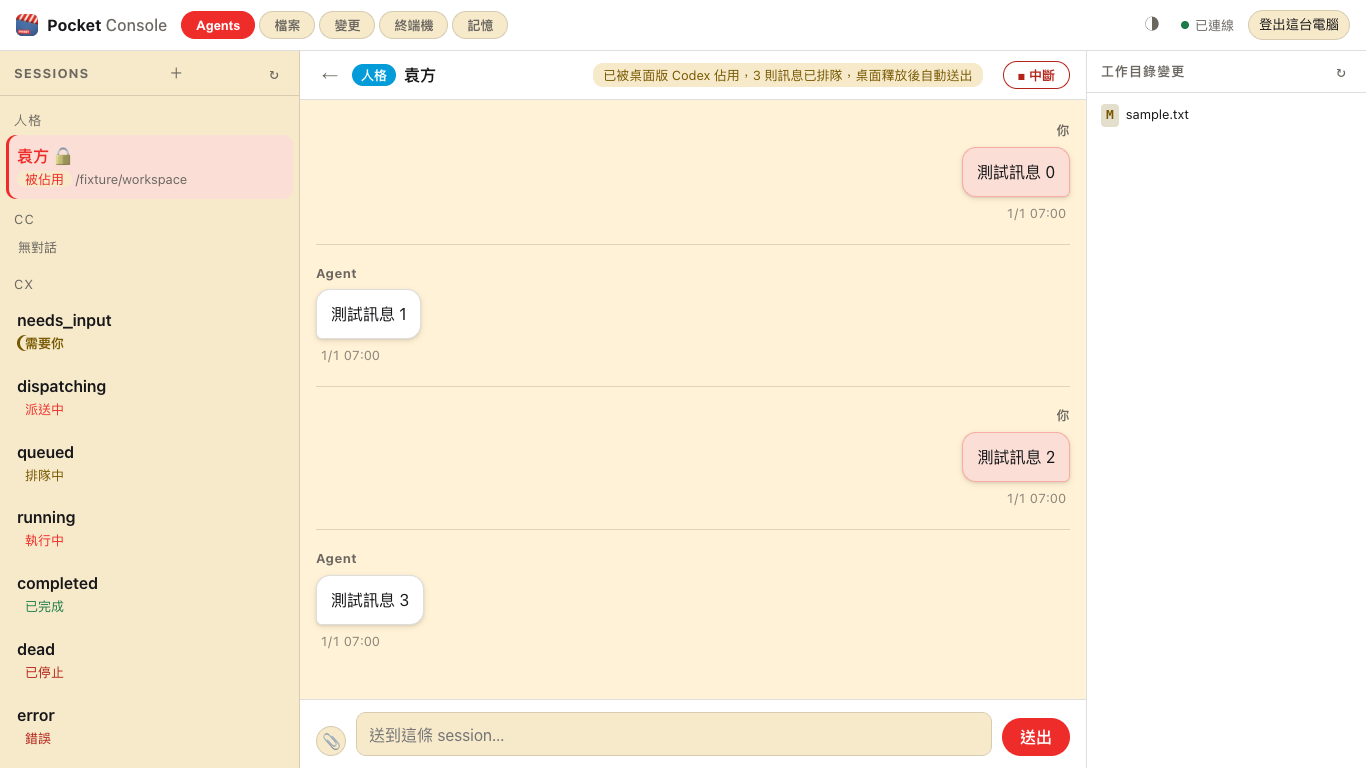 Pocket Console
Agents
檔案
變更
終端機
記憶
已連線
登出這台電腦
SESSIONS
人格
袁方
被佔用 /fixture/workspace
CC
無對話
CX
needs_input
需要你
dispatching
派送中
queued
排隊中
running
執行中
completed
已完成
dead
已停止
error
錯誤
人格 袁方
已被桌面版 Codex 佔用，3 則訊息已排隊，桌面釋放後自動送出
中斷
你
測試訊息 0
1/1 07:00
Agent
測試訊息 1
1/1 07:00
你
測試訊息 2
1/1 07:00
Agent
測試訊息 3
1/1 07:00
送到這條 session...
送出
工作目錄變更
M sample.txt